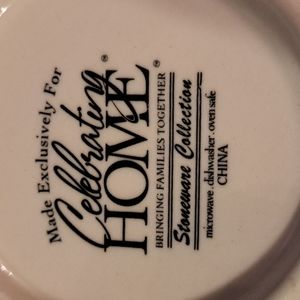 Made Exclusively For
Celebrating
HOME®
BRINGING FAMILIES TOGETHER®
Stoneware Collection
microwave . dishwasher . oven safe
CHINA